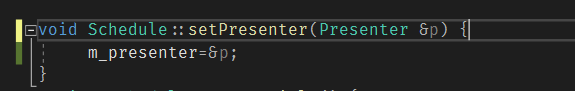 void Schedule::setPresenter(Presenter &p) {
m_presenter=&p;
}